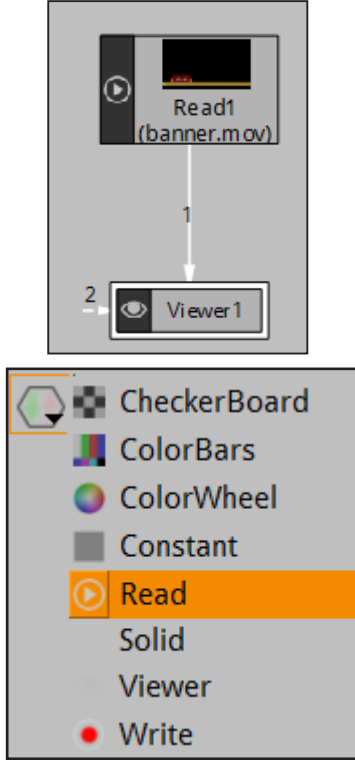 Read1
(banner.mov)
1
2
Viewer1
CheckerBoard
ColorBars
ColorWheel
Constant
Read
Solid
Viewer
Write